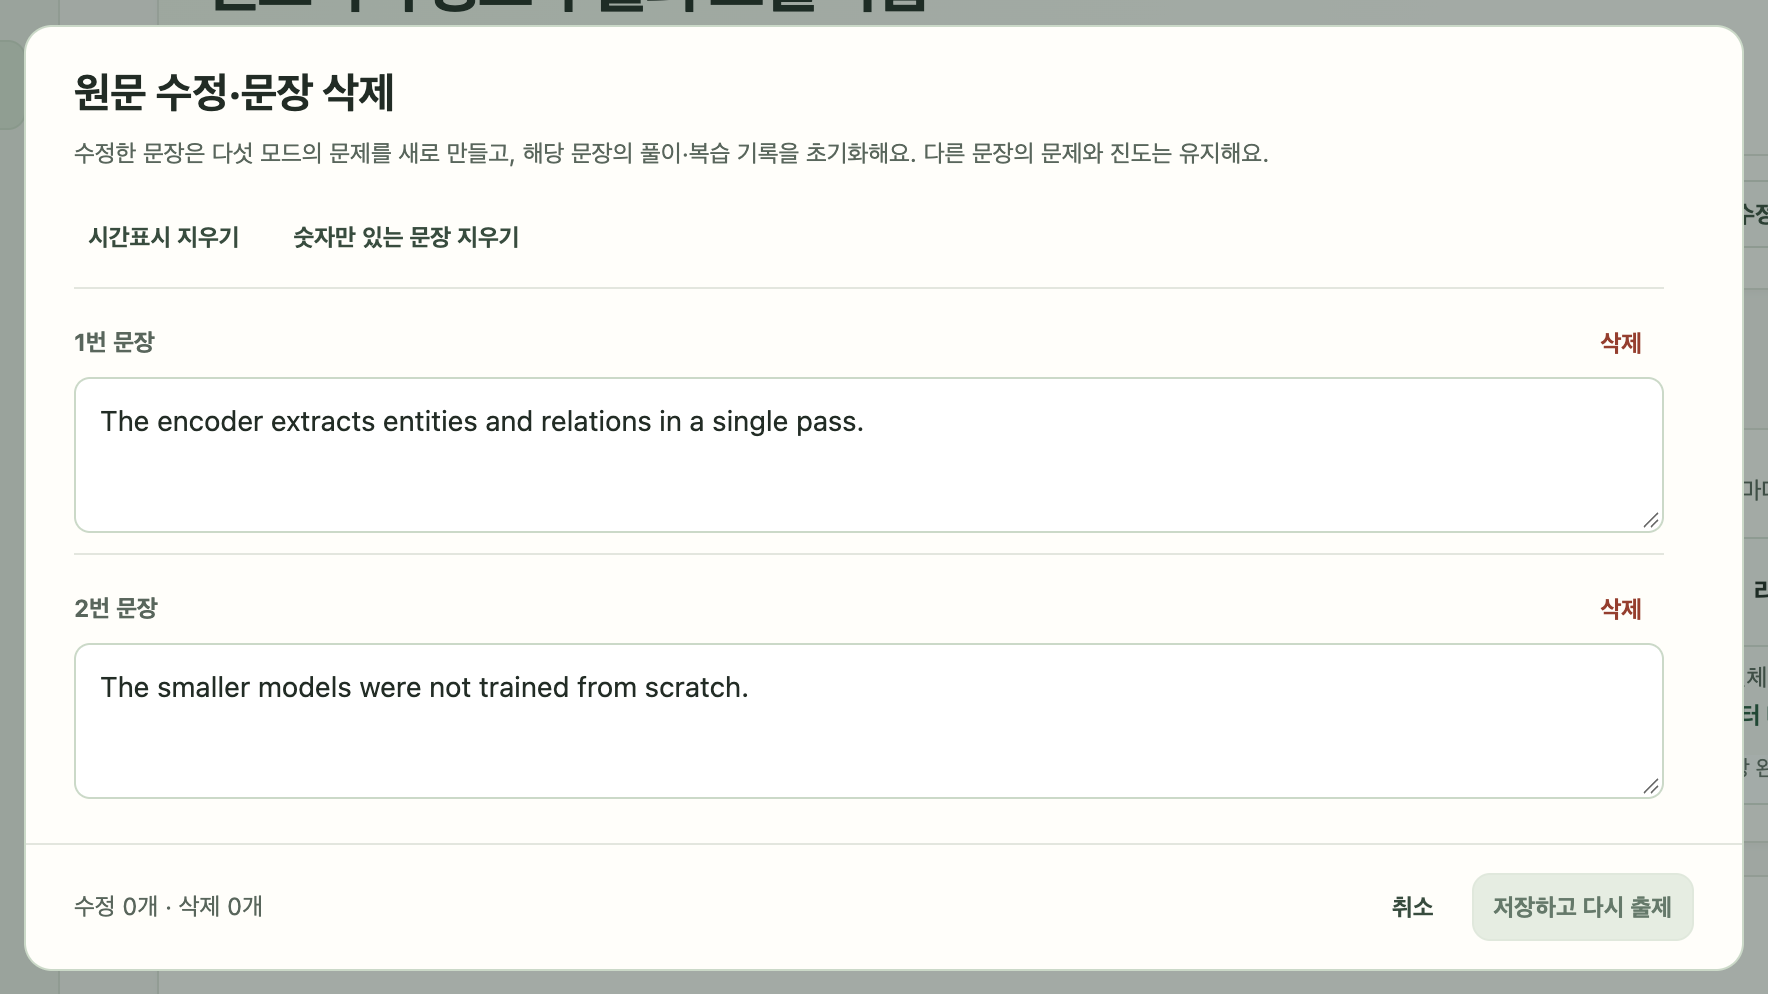 원문 수정·문장 삭제
수정한 문장은 다섯 모드의 문제를 새로 만들고, 해당 문장의 풀이·복습 기록을 초기화해요. 다른 문장의 문제와 진도는 유지해요.
시간표시 지우기 숫자만 있는 문장 지우기
1번 문장 삭제
The encoder extracts entities and relations in a single pass.
2번 문장 삭제
The smaller models were not trained from scratch.
수정 0개 · 삭제 0개 취소 저장하고 다시 출제